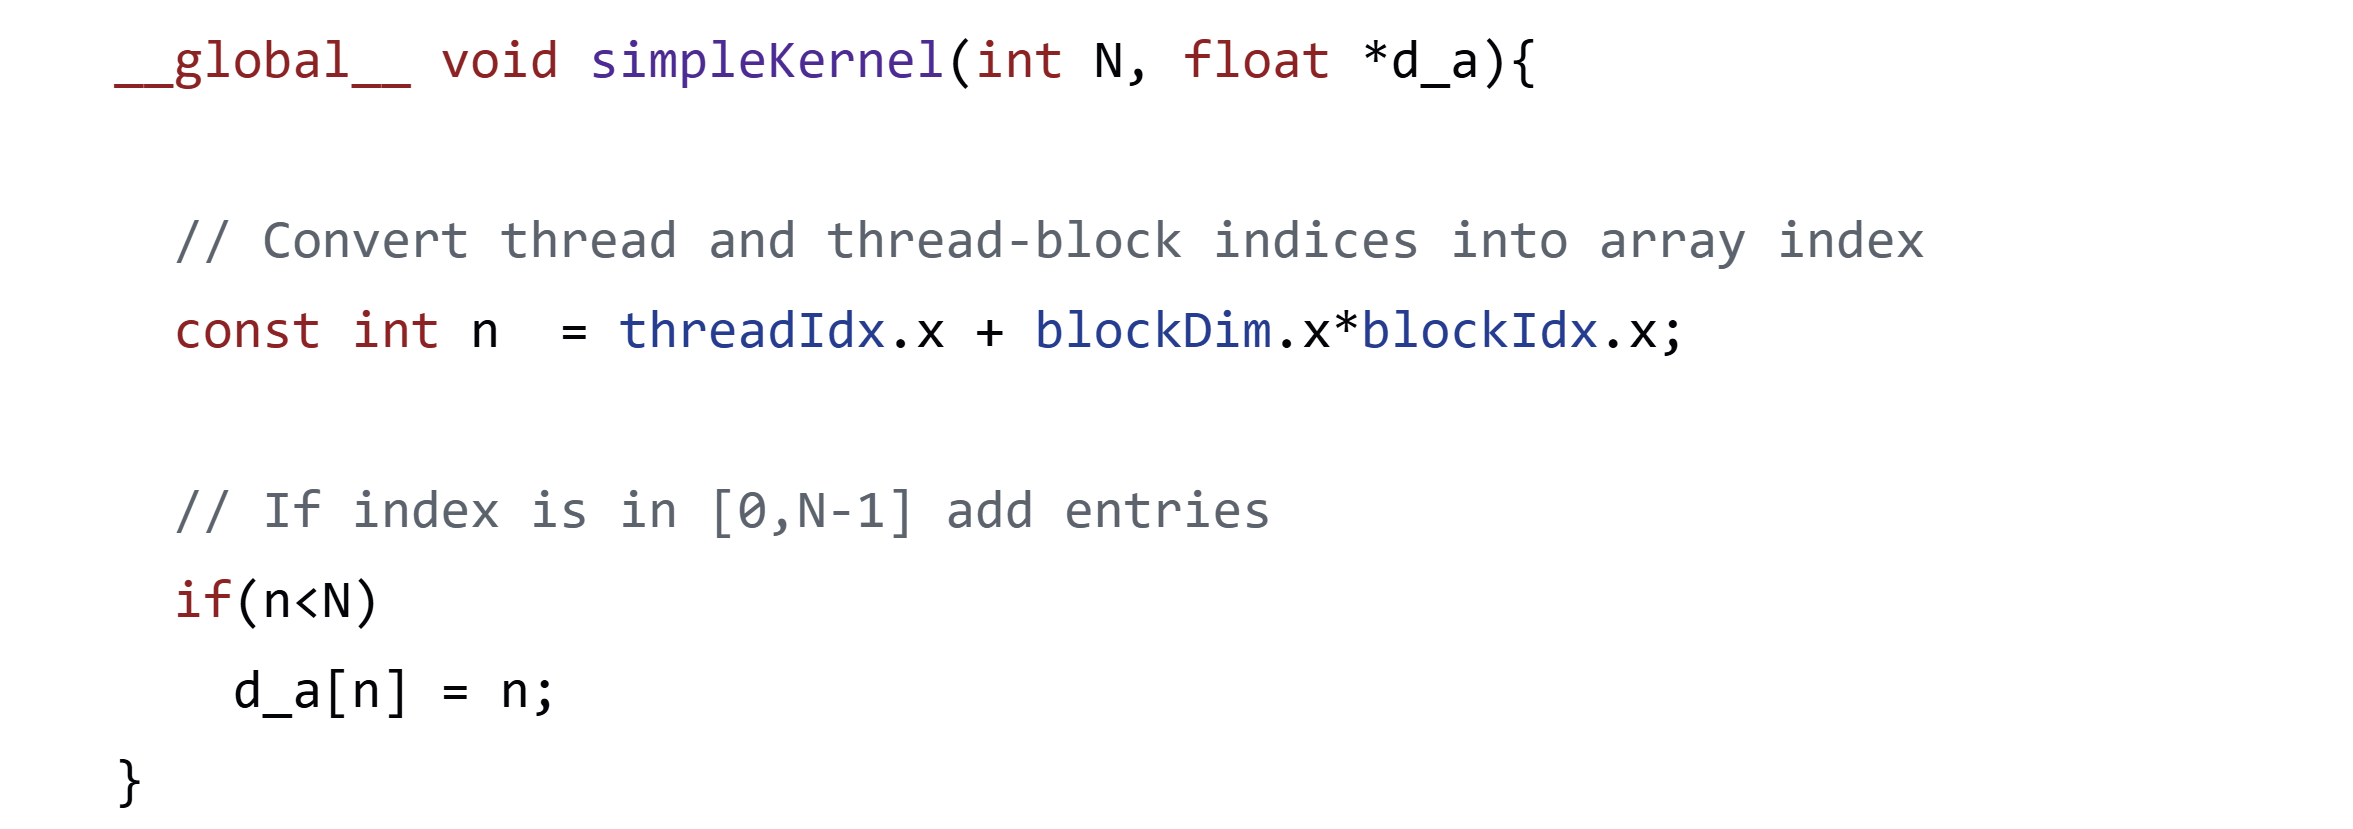 __global__ void simpleKernel(int N, float *d_a){
// Convert thread and thread-block indices into array index
const int n  = threadIdx.x + blockDim.x*blockIdx.x;
// If index is in [0,N-1] add entries
if(n<N)
d_a[n] = n;
}